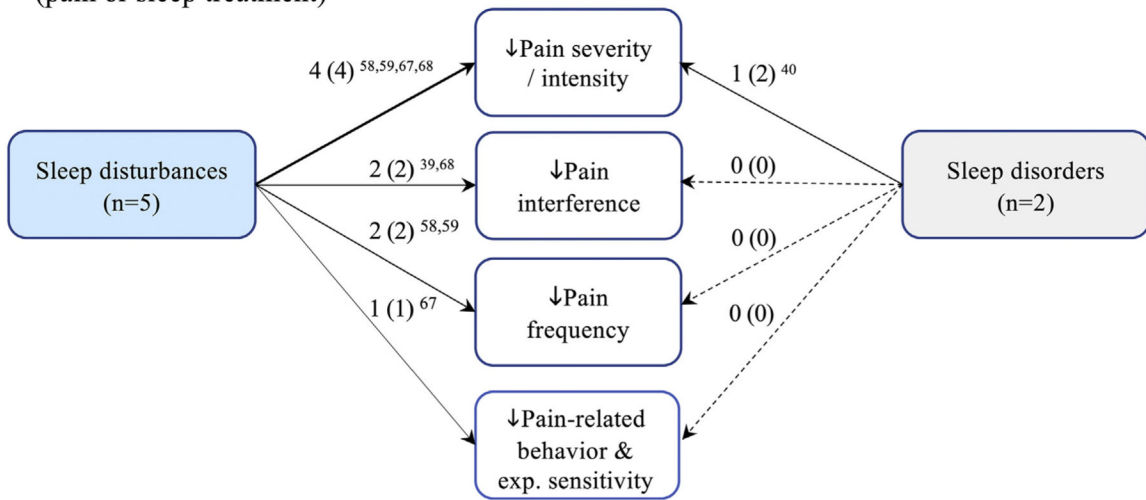 (pain or sleep treatment)
↓Pain severity
/ intensity
4 (4) 58,59,67,68
1 (2) 40
Sleep disturbances
(n=5)
2 (2) 39,68
↓Pain
interference
0 (0)
Sleep disorders
(n=2)
2 (2) 58,59
↓Pain
frequency
0 (0)
1 (1) 67
0 (0)
↓Pain-related
behavior &
exp. sensitivity